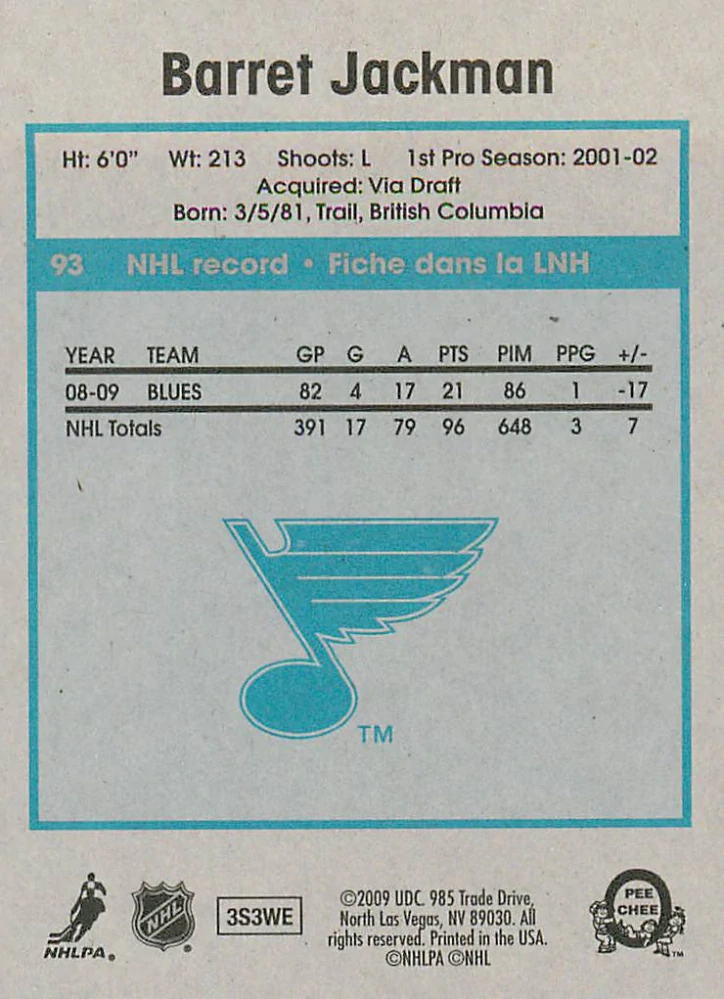 Barret Jackman
Ht: 6'0" Wt: 213 Shoots: L 1st Pro Season: 2001-02
Acquired: Via Draft
Born: 3/5/81, Trail, British Columbia
93 NHL record • Fiche dans la LNH
YEAR TEAM GP G A PTS PIM PPG +/-
08-09 BLUES 82 4 17 21 86 1 -17
NHL Totals 391 17 79 96 648 3 7
TM
NHLPA®
NHL®
3S3WE
©2009 UDC. 985 Trade Drive,
North Las Vegas, NV 89030. All
rights reserved. Printed in the USA.
©NHLPA ©NHL
PEE
CHEE
TM